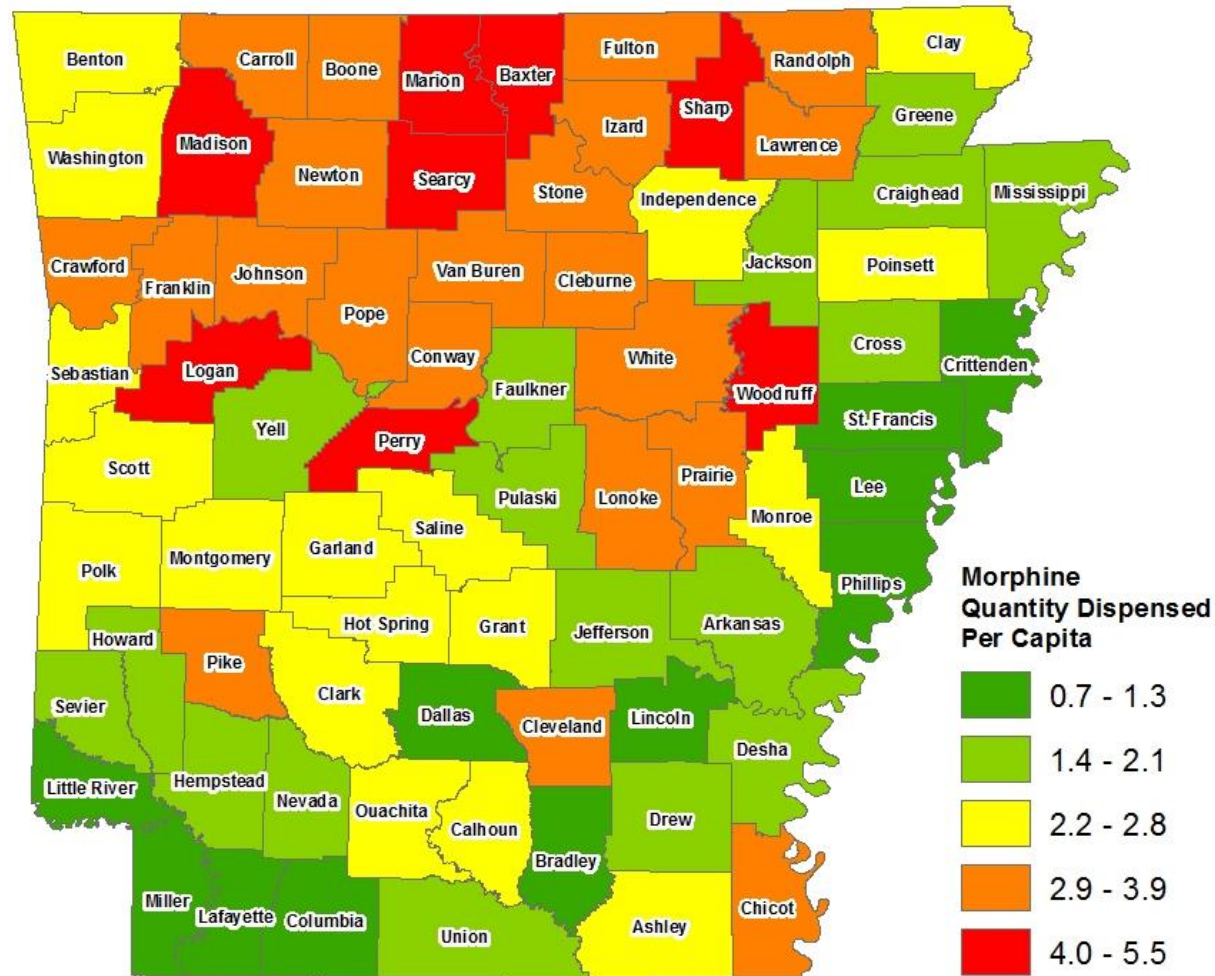 Benton
Carroll
Boone
Marion
Baxter
Fulton
Sharp
Randolph
Clay
Greene
Washington
Madison
Newton
Searcy
Stone
Izard
Lawrence
Independence
Craighead
Mississippi
Crawford
Franklin
Johnson
Pope
Van Buren
Cleburne
Jackson
Poinsett
Sebastian
Logan
Conway
Faulkner
White
Woodruff
Cross
Crittenden
Scott
Yell
Perry
Pulaski
Lonoke
Prairie
Monroe
St. Francis
Lee
Phillips
Polk
Montgomery
Garland
Saline
Hot Spring
Grant
Jefferson
Arkansas
Howard
Pike
Clark
Dallas
Cleveland
Lincoln
Desha
Sevier
Little River
Hempstead
Nevada
Ouachita
Calhoun
Bradley
Drew
Chicot
Miller
Lafayette
Columbia
Union
Ashley
Morphine
Quantity Dispensed
Per Capita
0.7 - 1.3
1.4 - 2.1
2.2 - 2.8
2.9 - 3.9
4.0 - 5.5